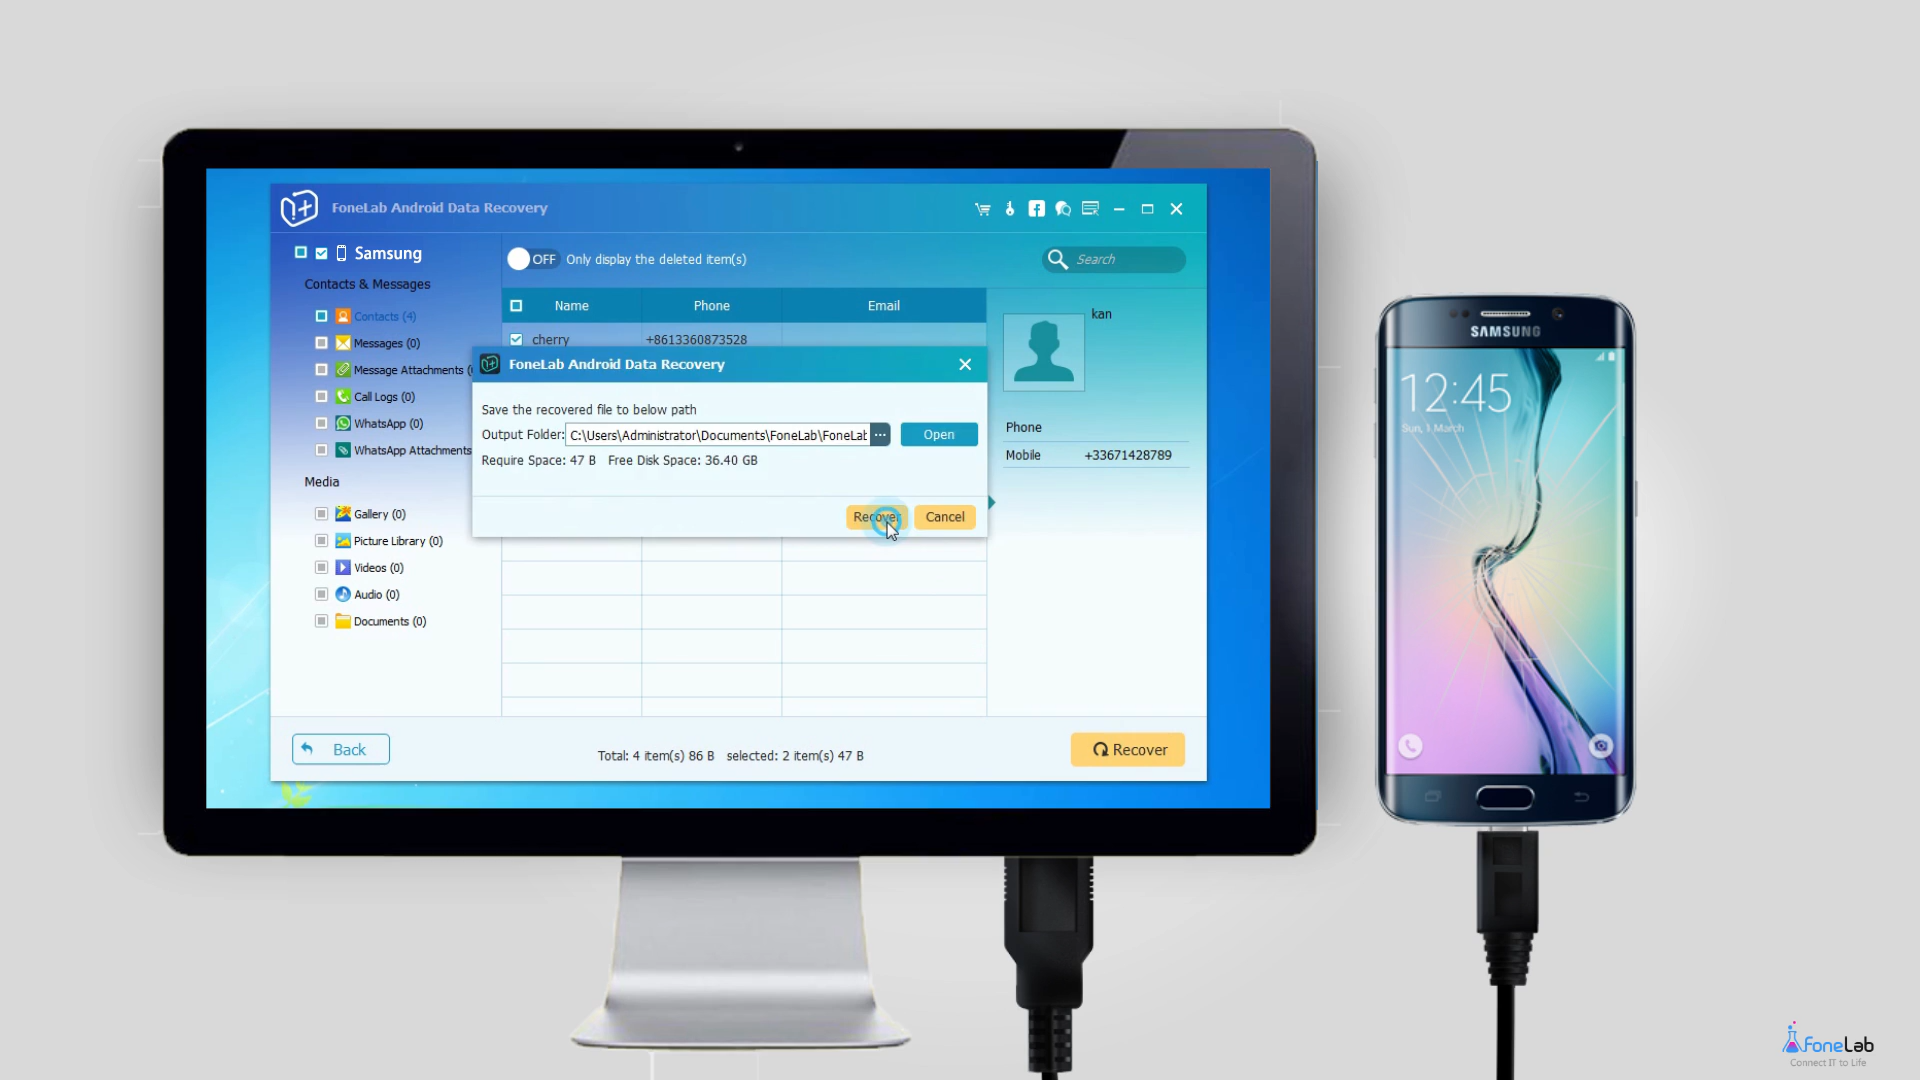 FoneLab Android Data Recovery
Samsung
OFF Only display the deleted item(s)
Search
Contacts & Messages
Contacts (4)
Messages (0)
Message Attachments
Call Logs (0)
WhatsApp (0)
WhatsApp Attachments
Media
Gallery (0)
Picture Library (0)
Videos (0)
Audio (0)
Documents (0)
Name Phone Email
cherry +8613360873528
FoneLab Android Data Recovery
Save the recovered file to below path
Output Folder: C:\Users\Administrator\Documents\FoneLab\FoneLab ... Open
Require Space: 47 B Free Disk Space: 36.40 GB
Recover Cancel
kan
Phone
Mobile +33671428789
Back
Total: 4 item(s) 86 B selected: 2 item(s) 47 B
Recover
SAMSUNG
12:45
Sun, 1 March
FoneLab
Connect IT to Life